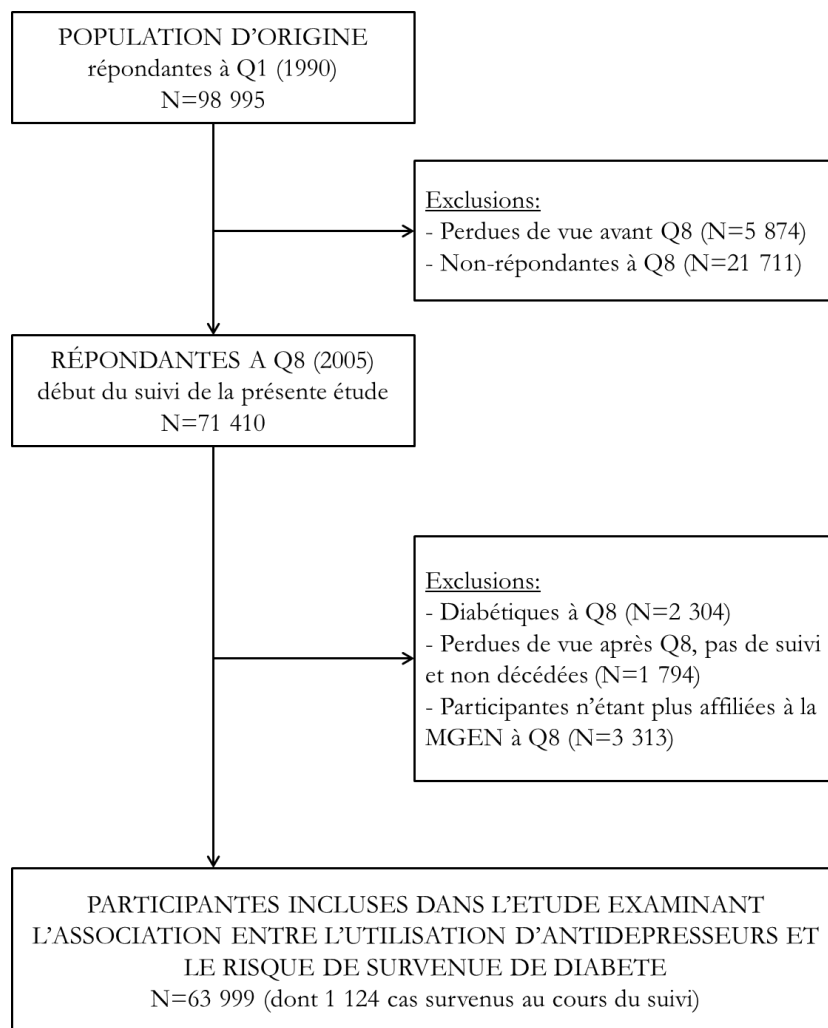 POPULATION D’ORIGINE
répondantes à Q1 (1990)
N=98 995
Exclusions:
- Perdues de vue avant Q8 (N=5 874)
- Non-répondantes à Q8 (N=21 711)
RÉPONDANTES A Q8 (2005)
début du suivi de la présente étude
N=71 410
Exclusions:
- Diabétiques à Q8 (N=2 304)
- Perdues de vue après Q8, pas de suivi
et non décédées (N=1 794)
- Participantes n’étant plus affiliées à la
MGEN à Q8 (N=3 313)
PARTICIPANTES INCLUSES DANS L’ETUDE EXAMINANT
L’ASSOCIATION ENTRE L’UTILISATION D’ANTIDEPRESSEURS ET
LE RISQUE DE SURVENUE DE DIABETE
N=63 999 (dont 1 124 cas survenus au cours du suivi)